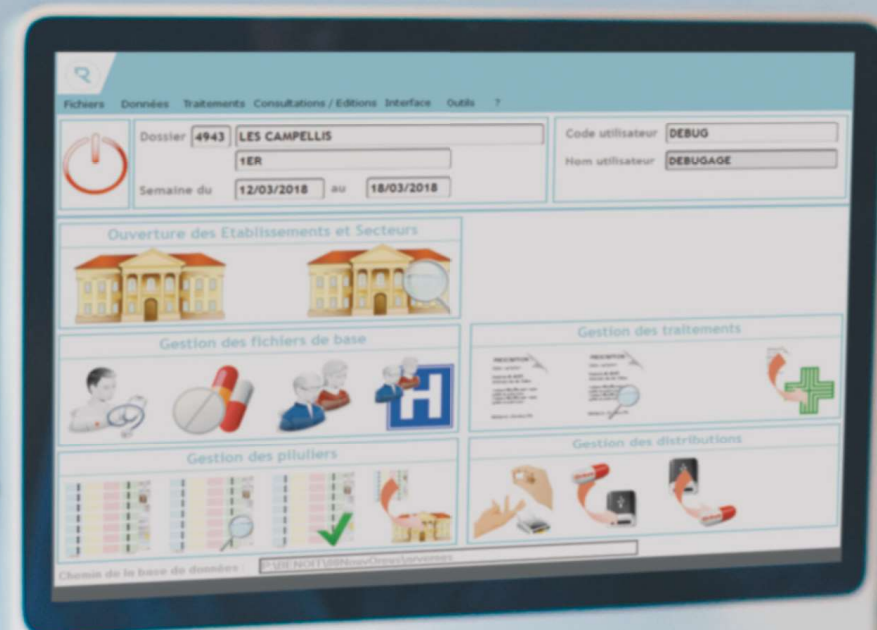 R
Fichiers Données Traitements Consultations / Editions Interface Outils ?
Dossier 4943 LES CAMPELLIS
1ER
Semaine du 12/03/2018 au 18/03/2018
Code utilisateur DEBUG
Nom utilisateur DEBUGAGE
Ouverture des Etablissements et Secteurs
Gestion des fichiers de base
H
Gestion des traitements
PRESCRIPTION
PRESCRIPTION
Gestion des piluliers
Gestion des distributions
Chemin de la base de données :